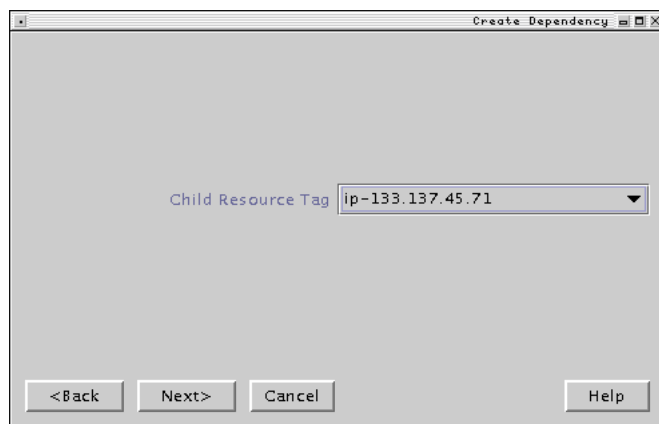 Create Dependency
Child Resource Tag ip-133.137.45.71
<Back Next> Cancel Help